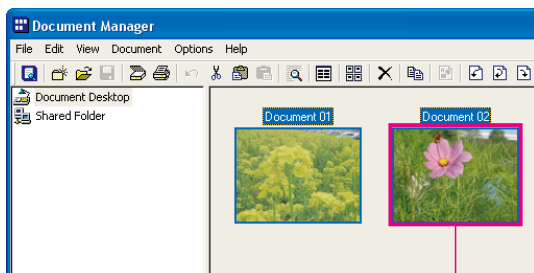 Document Manager
File Edit View Document Options Help
Document Desktop
Shared Folder
Document 01
Document 02